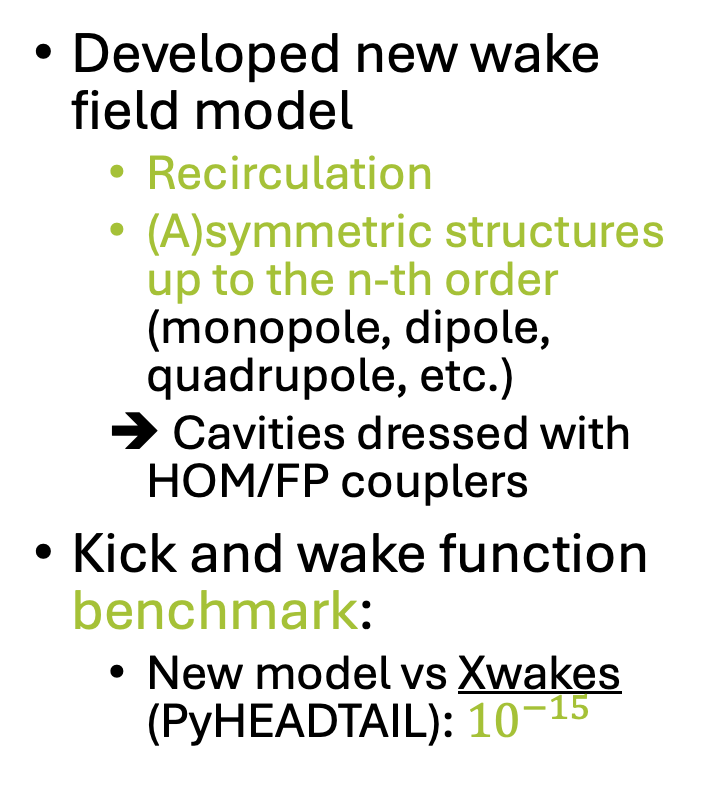 • Developed new wake
field model
• Recirculation
• (A)symmetric structures
up to the n-th order
(monopole, dipole,
quadrupole, etc.)
➔ Cavities dressed with
HOM/FP couplers
• Kick and wake function
benchmark:
• New model vs Xwakes
(PyHEADTAIL): 10⁻¹⁵